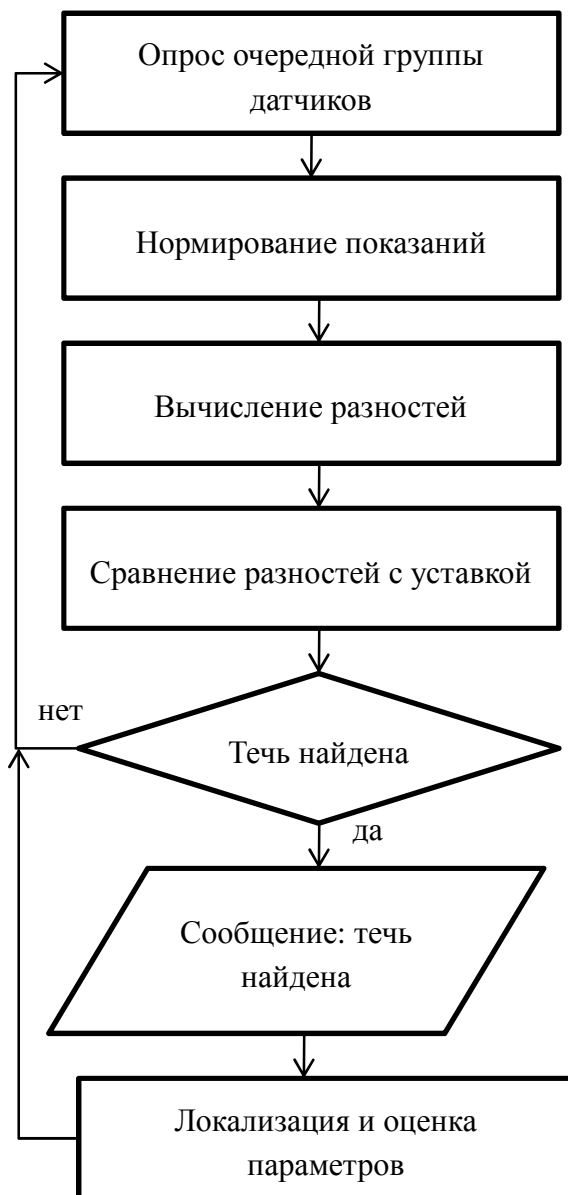 Опрос очередной группы
датчиков
Нормирование показаний
Вычисление разностей
Сравнение разностей с уставкой
нет
Течь найдена
да
Сообщение: течь
найдена
Локализация и оценка
параметров